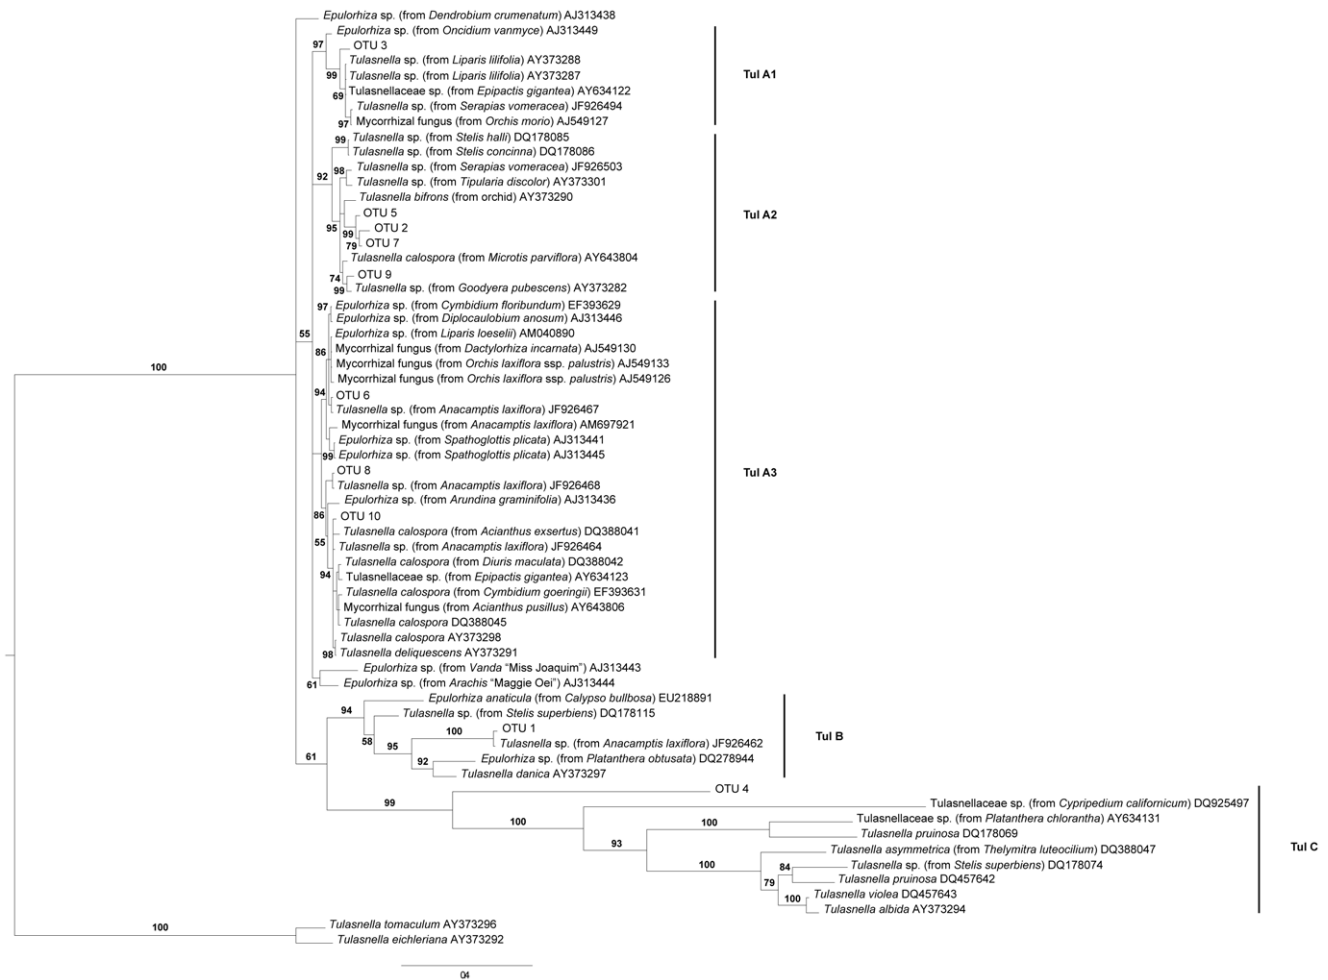 Epulorhiza sp. (from Dendrobium crumenatum) AJ313438
Epulorhiza sp. (from Oncidium vanmyce) AJ313449
97
OTU 3
Tulasnella sp. (from Liparis lilifolia) AY373288
99
Tulasnella sp. (from Liparis lilifolia) AY373287
Tul A1
69
Tulasnellaceae sp. (from Epipactis gigantea) AY634122
Tulasnella sp. (from Serapias vomeracea) JF926494
97
Mycorrhizal fungus (from Orchis morio) AJ549127
99
Tulasnella sp. (from Stelis halli) DQ178085
Tulasnella sp. (from Stelis concinna) DQ178086
98
Tulasnella sp. (from Serapias vomeracea) JF926503
92
Tulasnella sp. (from Tipularia discolor) AY373301
Tulasnella bifrons (from orchid) AY373290
OTU 5
Tul A2
95
99
OTU 2
79
OTU 7
Tulasnella calospora (from Microtis parviflora) AY643804
74
OTU 9
99
Tulasnella sp. (from Goodyera pubescens) AY373282
97
Epulorhiza sp. (from Cymbidium floribundum) EF393629
Epulorhiza sp. (from Diplocaulobium anosum) AJ313446
55
Epulorhiza sp. (from Liparis loeselii) AM040890
86
Mycorrhizal fungus (from Dactylorhiza incarnata) AJ549130
Mycorrhizal fungus (from Orchis laxiflora ssp. palustris) AJ549133
100
Mycorrhizal fungus (from Orchis laxiflora ssp. palustris) AJ549126
94
OTU 6
Tulasnella sp. (from Anacamptis laxiflora) JF926467
Mycorrhizal fungus (from Anacamptis laxiflora) AM697921
Epulorhiza sp. (from Spathoglottis plicata) AJ313441
99
Epulorhiza sp. (from Spathoglottis plicata) AJ313445
OTU 8
Tul A3
Tulasnella sp. (from Anacamptis laxiflora) JF926468
Epulorhiza sp. (from Arundina graminifolia) AJ313436
86
OTU 10
Tulasnella calospora (from Acianthus exsertus) DQ388041
55
Tulasnella sp. (from Anacamptis laxiflora) JF926464
Tulasnella calospora (from Diuris maculata) DQ388042
94
Tulasnellaceae sp. (from Epipactis gigantea) AY634123
Tulasnella calospora (from Cymbidium goeringii) EF393631
Mycorrhizal fungus (from Acianthus pusillus) AY643806
Tulasnella calospora DQ388045
Tulasnella calospora AY373298
98
Tulasnella deliquescens AY373291
Epulorhiza sp. (from Vanda “Miss Joaquim”) AJ313443
61
Epulorhiza sp. (from Arachis “Maggie Oei”) AJ313444
Epulorhiza anaticula (from Calypso bullbosa) EU218891
94
Tulasnella sp. (from Stelis superbiens) DQ178115
100
OTU 1
58
Tul B
95
Tulasnella sp. (from Anacamptis laxiflora) JF926462
61
92
Epulorhiza sp. (from Platanthera obtusata) DQ278944
Tulasnella danica AY373297
OTU 4
99
Tulasnellaceae sp. (from Cypripedium californicum) DQ925497
100
100
Tulasnellaceae sp. (from Platanthera chlorantha) AY634131
Tulasnella pruinosa DQ178069
93
Tul C
Tulasnella asymmetrica (from Thelymitra luteocilium) DQ388047
100
84
Tulasnella sp. (from Stelis superbiens) DQ178074
79
Tulasnella pruinosa DQ457642
Tulasnella violea DQ457643
100
Tulasnella albida AY373294
100
Tulasnella tomaculum AY373296
Tulasnella eichleriana AY373292
04